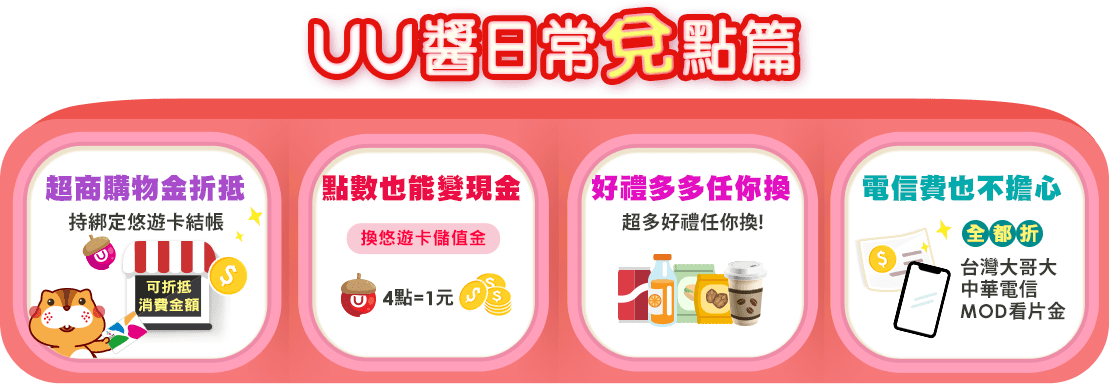 UU醬日常兌點篇
超商購物金折抵
持綁定悠遊卡結帳
可折抵
消費金額
點數也能變現金
換悠遊卡儲值金
4點=1元
好禮多多任你換
超多好禮任你換!
電信費也不擔心
全都折
台灣大哥大
中華電信
MOD看片金